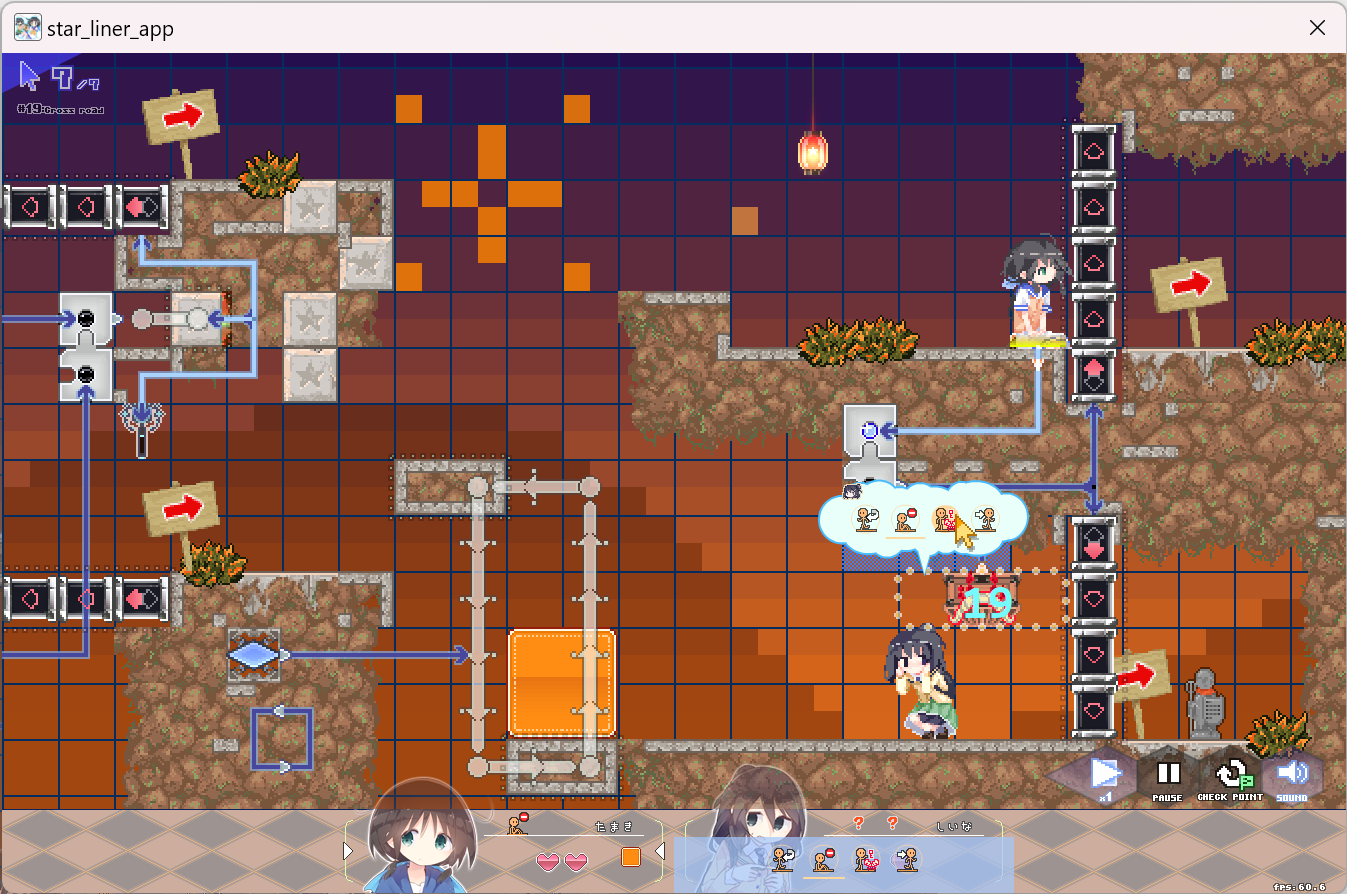 star_liner_app
/7
#19:Cross road
19
x1
PAUSE
CHECK POINT
SOUND
たまき
? ? しいな
fps:60.6